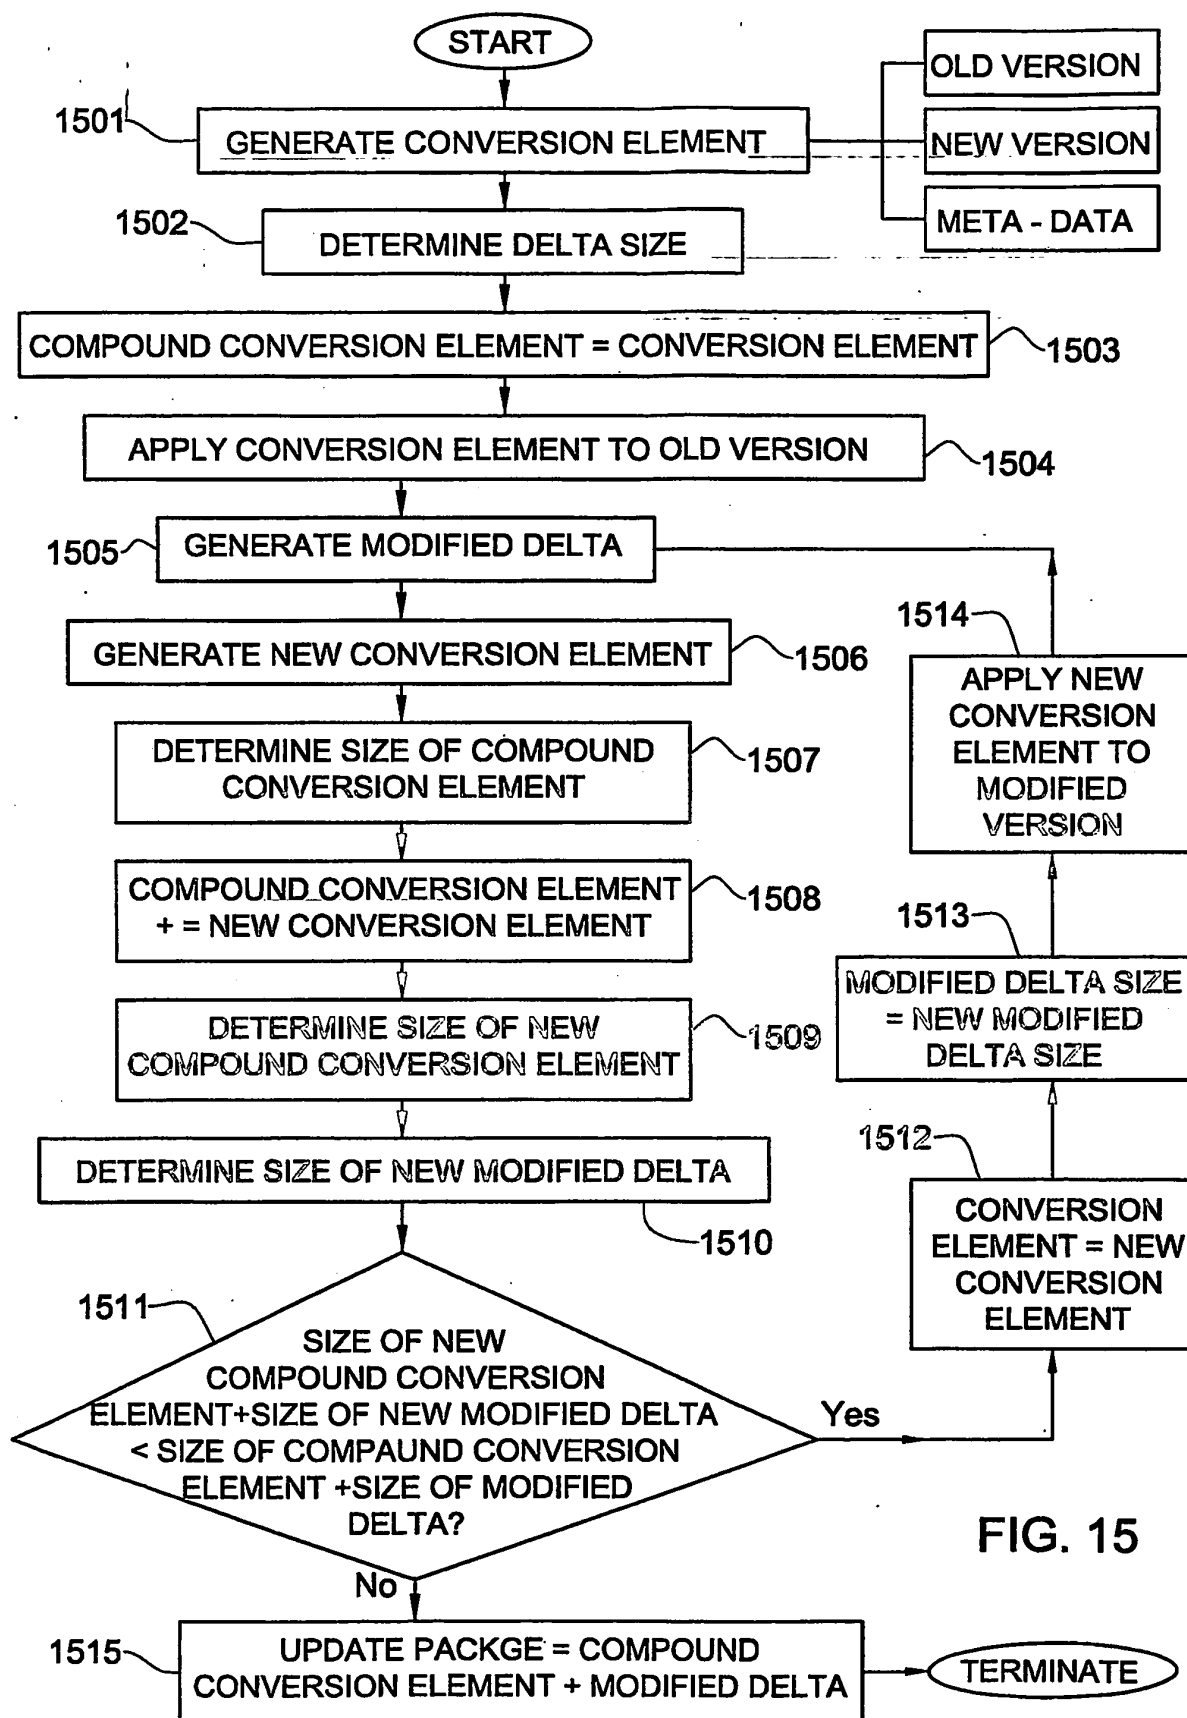 START
OLD VERSION
1501
GENERATE CONVERSION ELEMENT
NEW VERSION
META - DATA
1502
DETERMINE DELTA SIZE
COMPOUND CONVERSION ELEMENT = CONVERSION ELEMENT
1503
APPLY CONVERSION ELEMENT TO OLD VERSION
1504
1505
GENERATE MODIFIED DELTA
GENERATE NEW CONVERSION ELEMENT
1506
DETERMINE SIZE OF COMPOUND
CONVERSION ELEMENT
1507
COMPOUND CONVERSION ELEMENT
+ = NEW CONVERSION ELEMENT
1508
DETERMINE SIZE OF NEW
COMPOUND CONVERSION ELEMENT
1509
DETERMINE SIZE OF NEW MODIFIED DELTA
1510
1511
SIZE OF NEW
COMPOUND CONVERSION
ELEMENT+SIZE OF NEW MODIFIED DELTA
< SIZE OF COMPAUND CONVERSION
ELEMENT +SIZE OF MODIFIED
DELTA?
Yes
No
1512
CONVERSION
ELEMENT = NEW
CONVERSION
ELEMENT
1513
MODIFIED DELTA SIZE
= NEW MODIFIED
DELTA SIZE
1514
APPLY NEW
CONVERSION
ELEMENT TO
MODIFIED
VERSION
1515
UPDATE PACKGE = COMPOUND
CONVERSION ELEMENT + MODIFIED DELTA
TERMINATE
FIG. 15